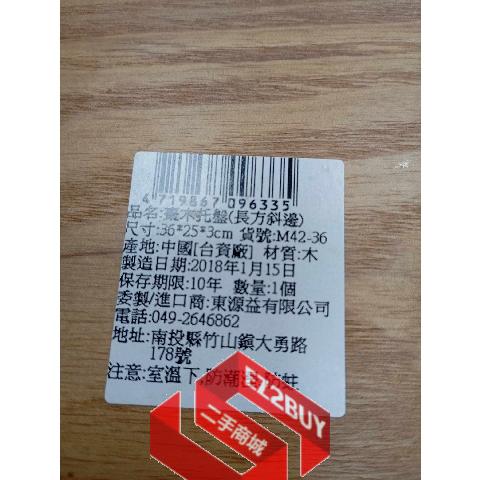 4 719867 096335
品名:㯶木托盤(長方斜邊)
尺寸:36*25*3cm 貨號:M42-36
產地:中國[台資廠] 材質:木
製造日期:2018年1月15日
保存期限:10年 數量:1個
委製/進口商:東源益有限公司
電話:049-2646862
地址:南投縣竹山鎮大勇路
178號
注意:室溫下,防潮濕,防蛀
EZ2BUY
二手商城